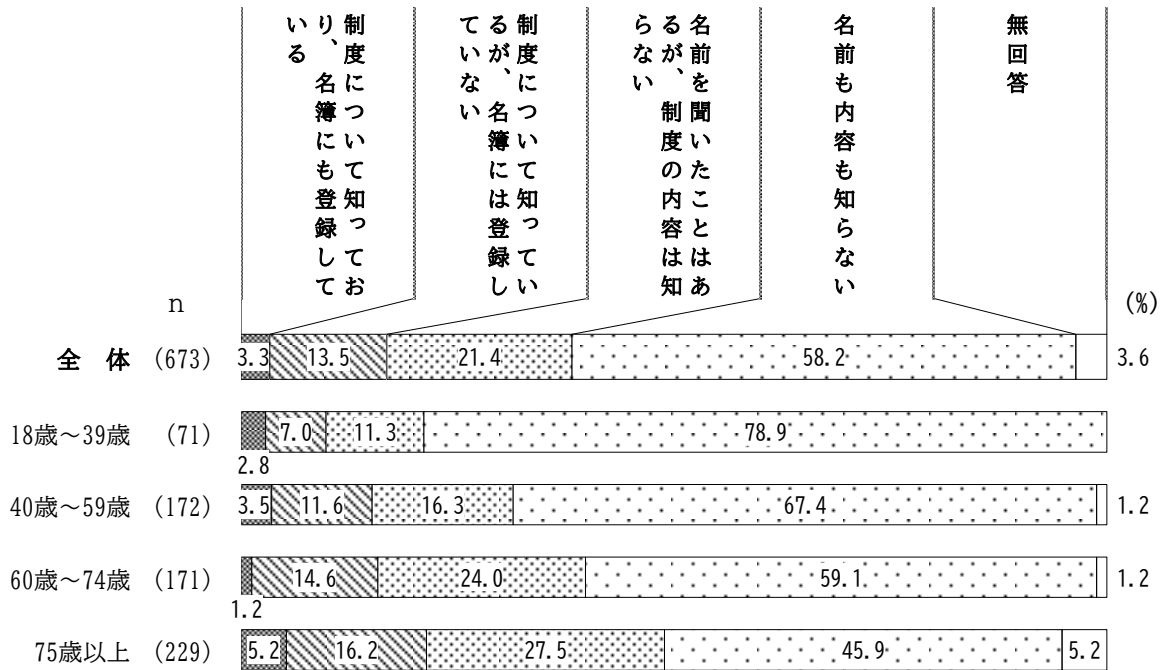 制度について知ってお
り、名簿にも登録して
いる
制度について知ってい
るが、名簿には登録し
ていない
名前を聞いたことはあ
るが、制度の内容は知
らない
名前も内容も知らない
無回答
n
(%)
全 体 (673) 3.3 13.5 21.4 58.2 3.6
18歳～39歳 (71) 7.0 11.3 78.9
2.8
40歳～59歳 (172) 3.5 11.6 16.3 67.4 1.2
60歳～74歳 (171) 14.6 24.0 59.1 1.2
1.2
75歳以上 (229) 5.2 16.2 27.5 45.9 5.2